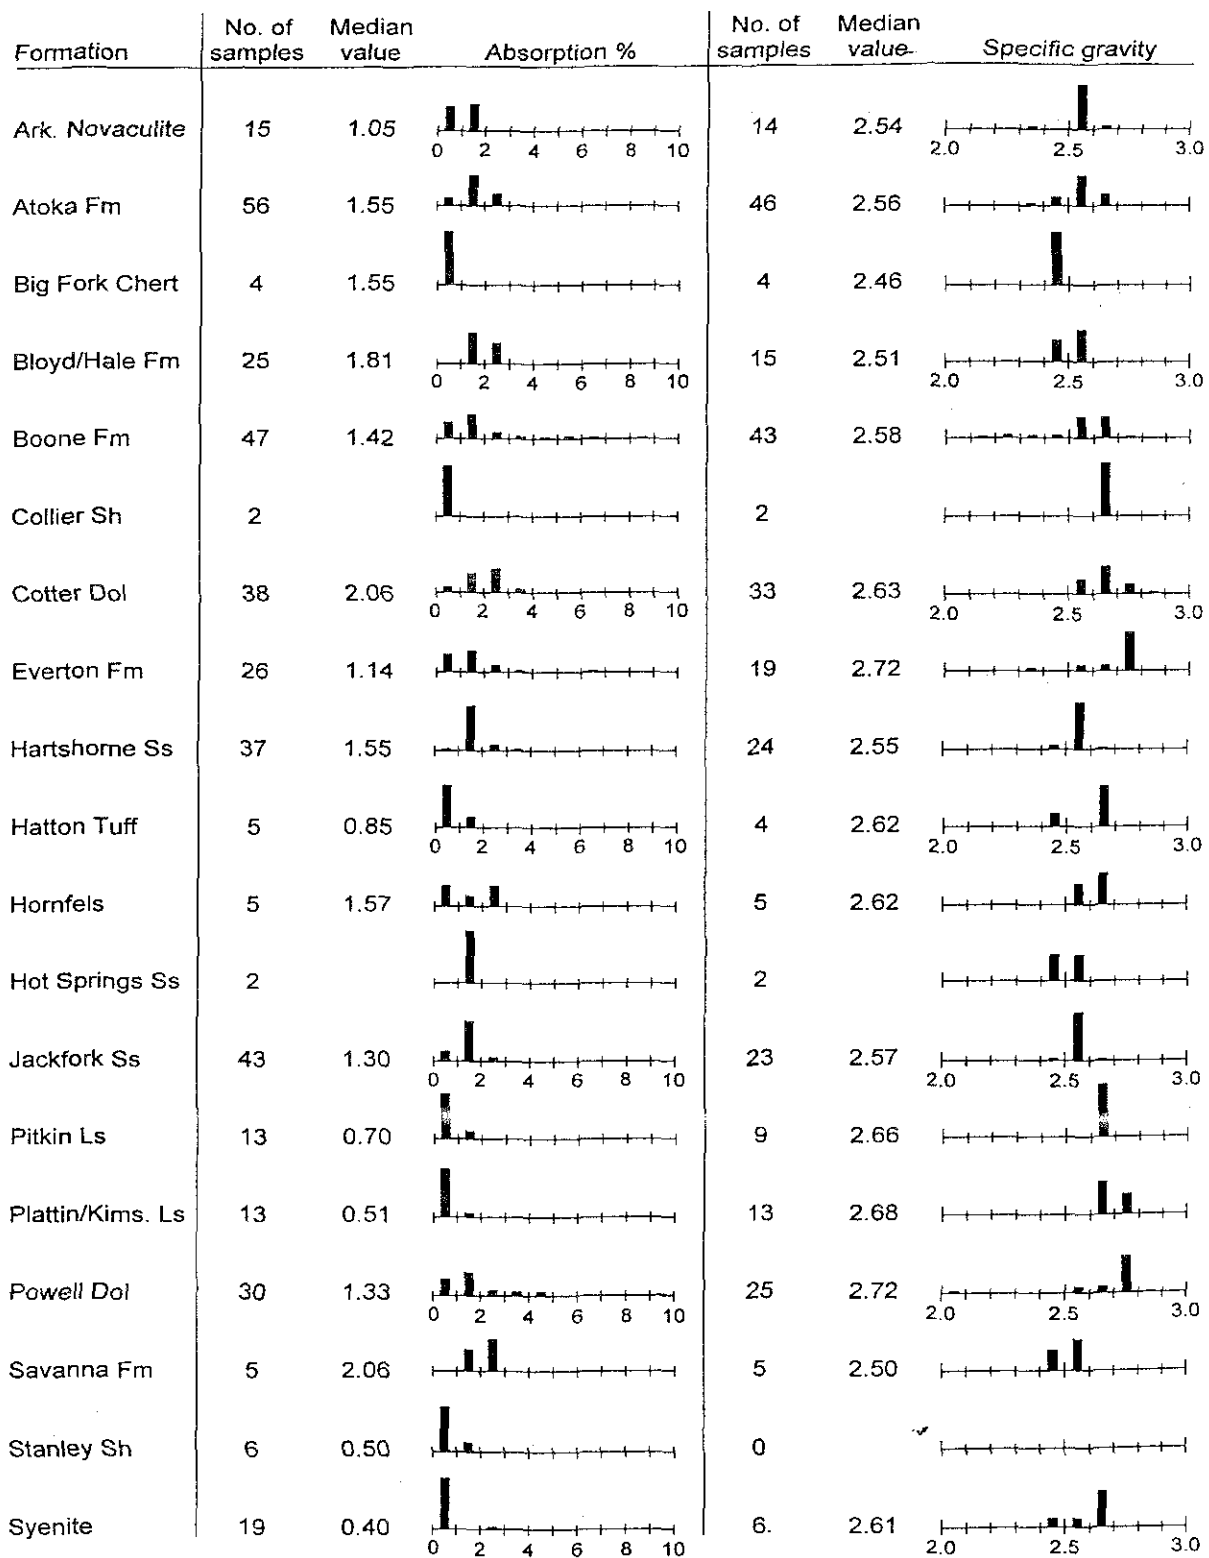 No. of Median No. of Median
Formation samples value Absorption % samples value Specific gravity
Ark. Novaculite 15 1.05 14 2.54
0 2 4 6 8 10 2.0 2.5 3.0
Atoka Fm 56 1.55 46 2.56
Big Fork Chert 4 1.55 4 2.46
Bloyd/Hale Fm 25 1.81 15 2.51
0 2 4 6 8 10 2.0 2.5 3.0
Boone Fm 47 1.42 43 2.58
Collier Sh 2 2
Cotter Dol 38 2.06 33 2.63
0 2 4 6 8 10 2.0 2.5 3.0
Everton Fm 26 1.14 19 2.72
Hartshorne Ss 37 1.55 24 2.55
Hatton Tuff 5 0.85 4 2.62
0 2 4 6 8 10 2.0 2.5 3.0
Hornfels 5 1.57 5 2.62
Hot Springs Ss 2 2
Jackfork Ss 43 1.30 23 2.57
0 2 4 6 8 10 2.0 2.5 3.0
Pitkin Ls 13 0.70 9 2.66
Plattin/Kims. Ls 13 0.51 13 2.68
Powell Dol 30 1.33 25 2.72
0 2 4 6 8 10 2.0 2.5 3.0
Savanna Fm 5 2.06 5 2.50
Stanley Sh 6 0.50 0
Syenite 19 0.40 6. 2.61
0 2 4 6 8 10 2.0 2.5 3.0